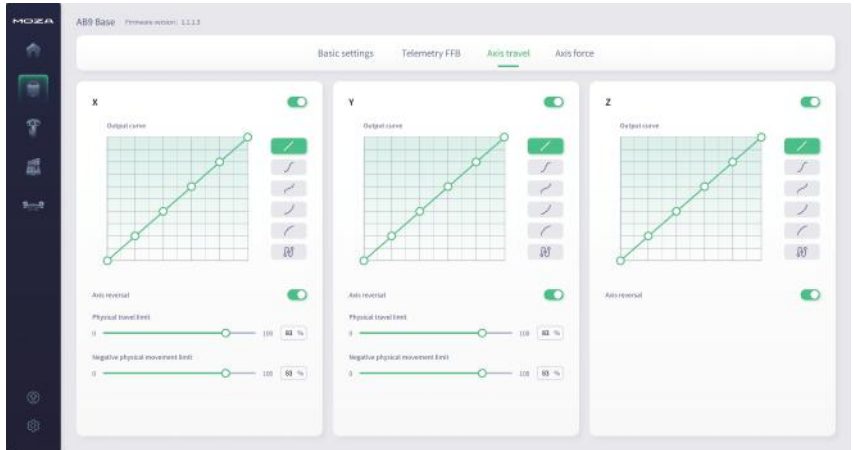 MOZA
AB9 Base Firmware version: 1.1.1.3
Basic settings Telemetry FFB Axis travel Axis force
X
Output curve
Axis reversal
Physical travel limit
0 100 %
Negative physical movement limit
0 100 %
Y
Output curve
Axis reversal
Physical travel limit
0 100 %
Negative physical movement limit
0 100 %
Z
Output curve
Axis reversal